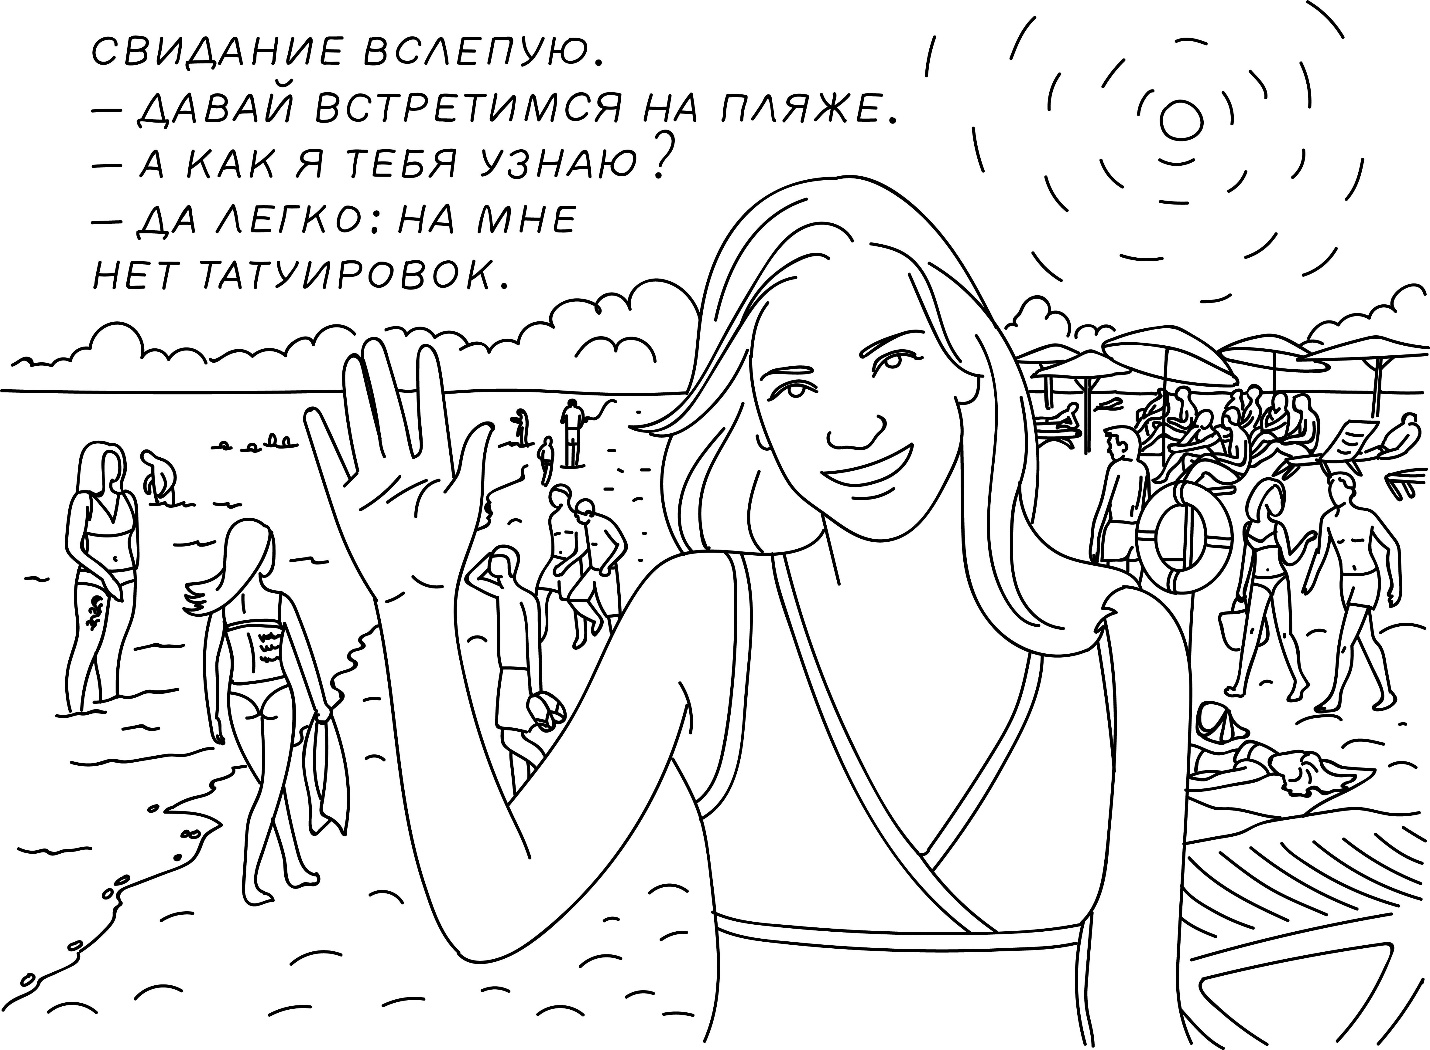 СВИДАНИЕ ВСЛЕПУЮ.
— ДАВАЙ ВСТРЕТИМСЯ НА ПЛЯЖЕ.
— А КАК Я ТЕБЯ УЗНАЮ?
— ДА ЛЕГКО: НА МНЕ
НЕТ ТАТУИРОВОК.